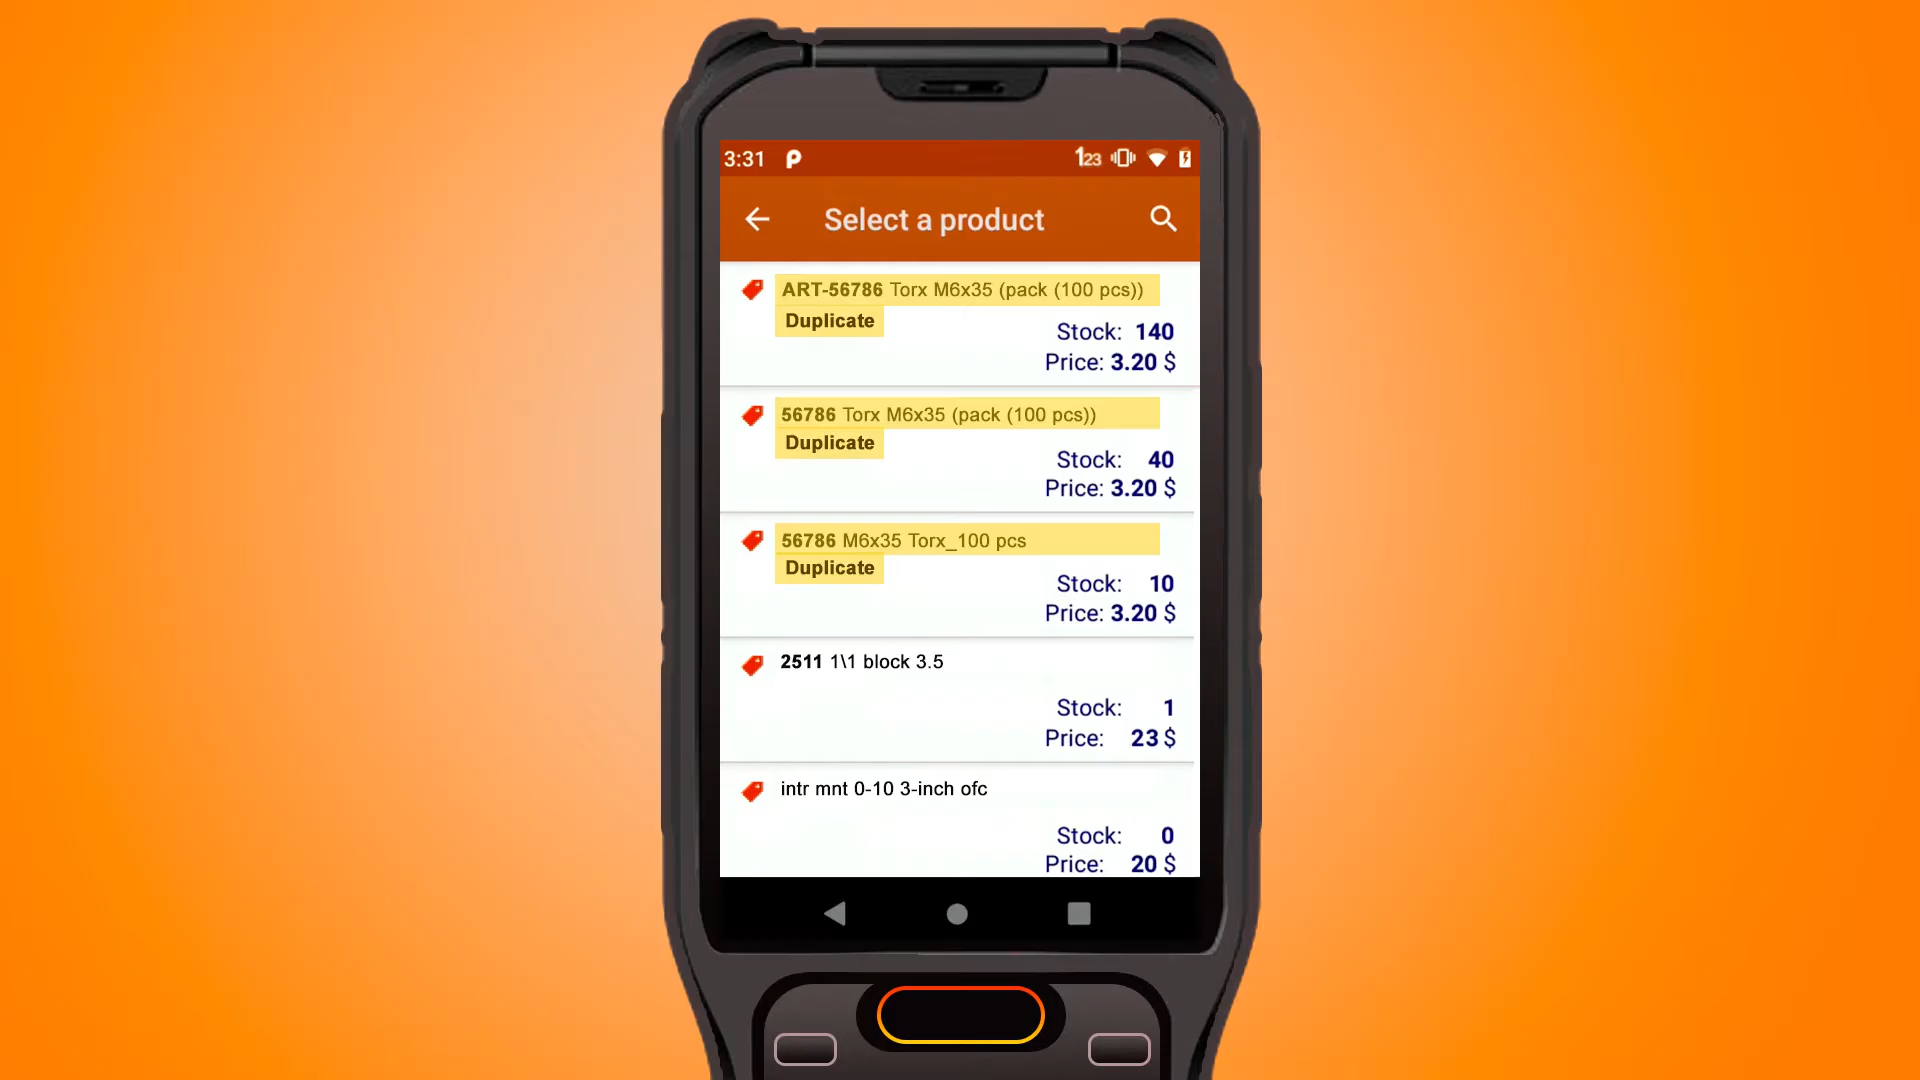 3:31 P 123
Select a product
ART-56786 Torx M6x35 (pack (100 pcs))
Duplicate
Stock: 140
Price: 3.20 $
56786 Torx M6x35 (pack (100 pcs))
Duplicate
Stock: 40
Price: 3.20 $
56786 M6x35 Torx_100 pcs
Duplicate
Stock: 10
Price: 3.20 $
2511 1\1 block 3.5
Stock: 1
Price: 23 $
intr mnt 0-10 3-inch ofc
Stock: 0
Price: 20 $